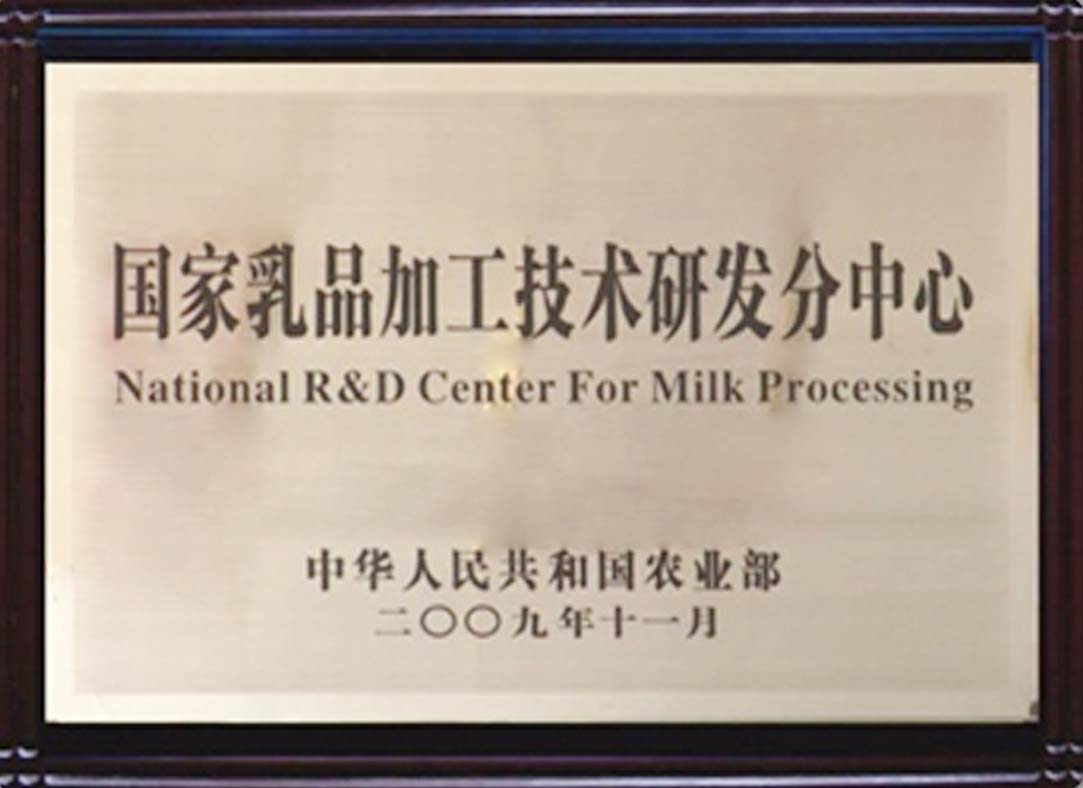 国家乳品加工技术研发分中心
National R&D Center For Milk Processing
中华人民共和国农业部
二〇〇九年十一月